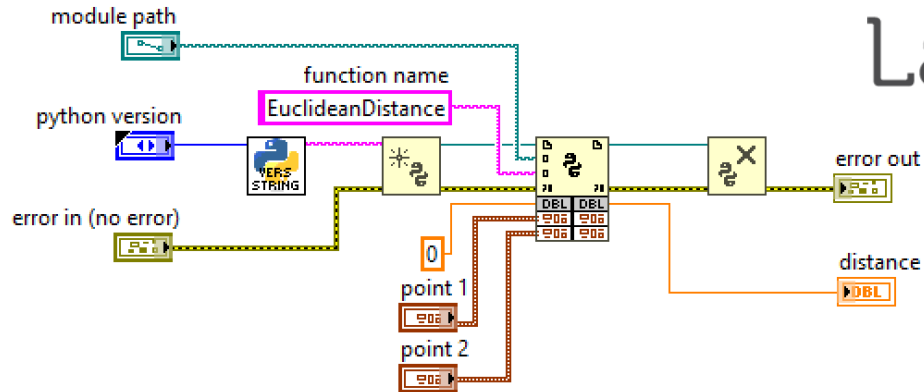 module path
function name
EuclideanDistance
python version
VERS
STRING
error in (no error)
error out
DBL DBL
0
distance
DBL
point 1
point 2